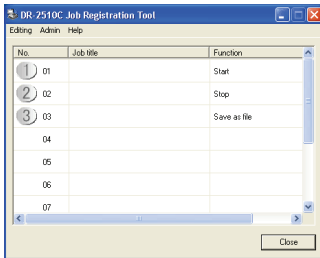 DR-2510C Job Registration Tool
Editing Admin Help
No. Job title Function
1 01 Start
2 02 Stop
3 03 Save as file
04
05
06
07
Close